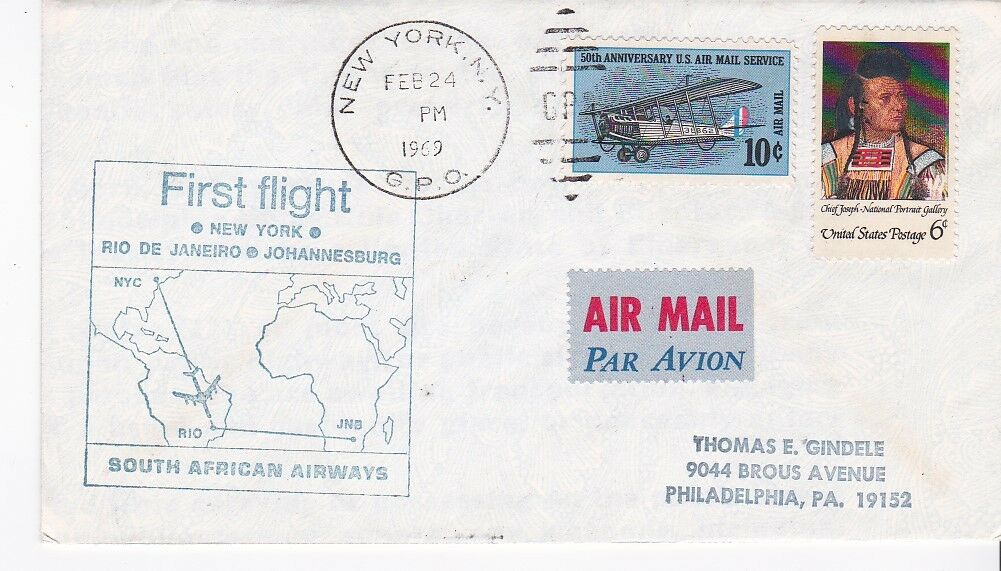 NEW YORK, N.Y.
FEB 24
PM
1969
G.P.O.
50th ANNIVERSARY U.S. AIR MAIL SERVICE
38262
AIR MAIL
10¢
Chief Joseph-National Portrait Gallery
United States Postage 6¢
First flight
NEW YORK
RIO DE JANEIRO JOHANNESBURG
NYC
RIO
JNB
SOUTH AFRICAN AIRWAYS
AIR MAIL
PAR AVION
THOMAS E. GINDELE
9044 BROUS AVENUE
PHILADELPHIA, PA. 19152